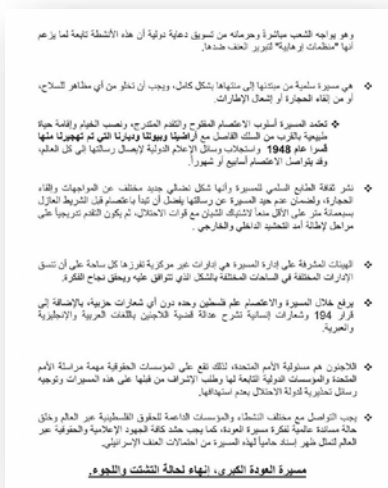 وهو يواجه الشعب مباشرة وحرمانه من تسويق دعاية دولية أن هذه الأنشطة تابعة لما يزعم
أنها "منظمات إرهابية" لتبرير العنف ضدها.
❖ هي مسيرة سلمية من مبتدئها إلى منتهاها بشكل كامل، ويجب أن تخلو من أي مظاهر للسلاح،
أو من إلقاء الحجارة أو إشعال الإطارات.
❖ تعتمد المسيرة أسلوب الاعتصام المفتوح والتقدم المتدرج، ونصب الخيام وإقامة حياة
طبيعية بالقرب من السلك الفاصل مع أراضينا وبيوتنا وديارنا التي تم تهجيرنا منها
قسرا عام 1948 واستجلاب وسائل الإعلام الدولية لإيصال رسالتها إلى كل العالم،
وقد يتواصل الاعتصام أسابيع أو شهوراً.
❖ نشر ثقافة الطابع السلمي للمسيرة وأنها شكل نضالي جديد مختلف عن المواجهات وإلقاء
الحجارة، ولضمان عدم حيد المسيرة عن رسالتها يفضل أن تبدأ باعتصام قبل الشريط العازل
بسبعمائة متر على الأقل منعاً لاشتباك الشبان مع قوات الاحتلال، ثم يكون التقدم تدريجياً على
مراحل لإطالة أمد التحشيد الداخلي والخارجي.
❖ الهيئات المشرفة على إدارة المسيرة هي إدارات غير مركزية تفرزها كل ساحة على أن تنسق
الإدارات المختلفة في الساحات المختلفة بالشكل الذي تتوافق عليه ويحقق نجاح الفكرة.
❖ يرفع خلال المسيرة والاعتصام علم فلسطين وحده دون أي شعارات حزبية، بالإضافة إلى
قرار 194 وشعارات إنسانية تشرح عدالة قضية اللاجئين باللغات العربية والإنجليزية
والعبرية.
❖ اللاجئون هم مسئولية الأمم المتحدة، لذلك تقع على المؤسسات الحقوقية مهمة مراسلة الأمم
المتحدة والمؤسسات الدولية التابعة لها وطلب الإشراف من قبلها على هذه المسيرات وتوجيه
رسائل تحذيرية لدولة الاحتلال بعدم استهدافها.
❖ يجب التواصل مع مختلف النشطاء والمؤسسات الداعمة للحقوق الفلسطينية عبر العالم وخلق
حالة مساندة عالمية لفكرة مسيرة العودة، كما يجب حشد كافة الجهود الإعلامية والحقوقية عبر
العالم لتمثل ظهر إسناد حامياً لهذه المسيرة من احتمالات العنف الإسرائيلي.
مسيرة العودة الكبرى، انهاء لحالة التشتت واللجوء.